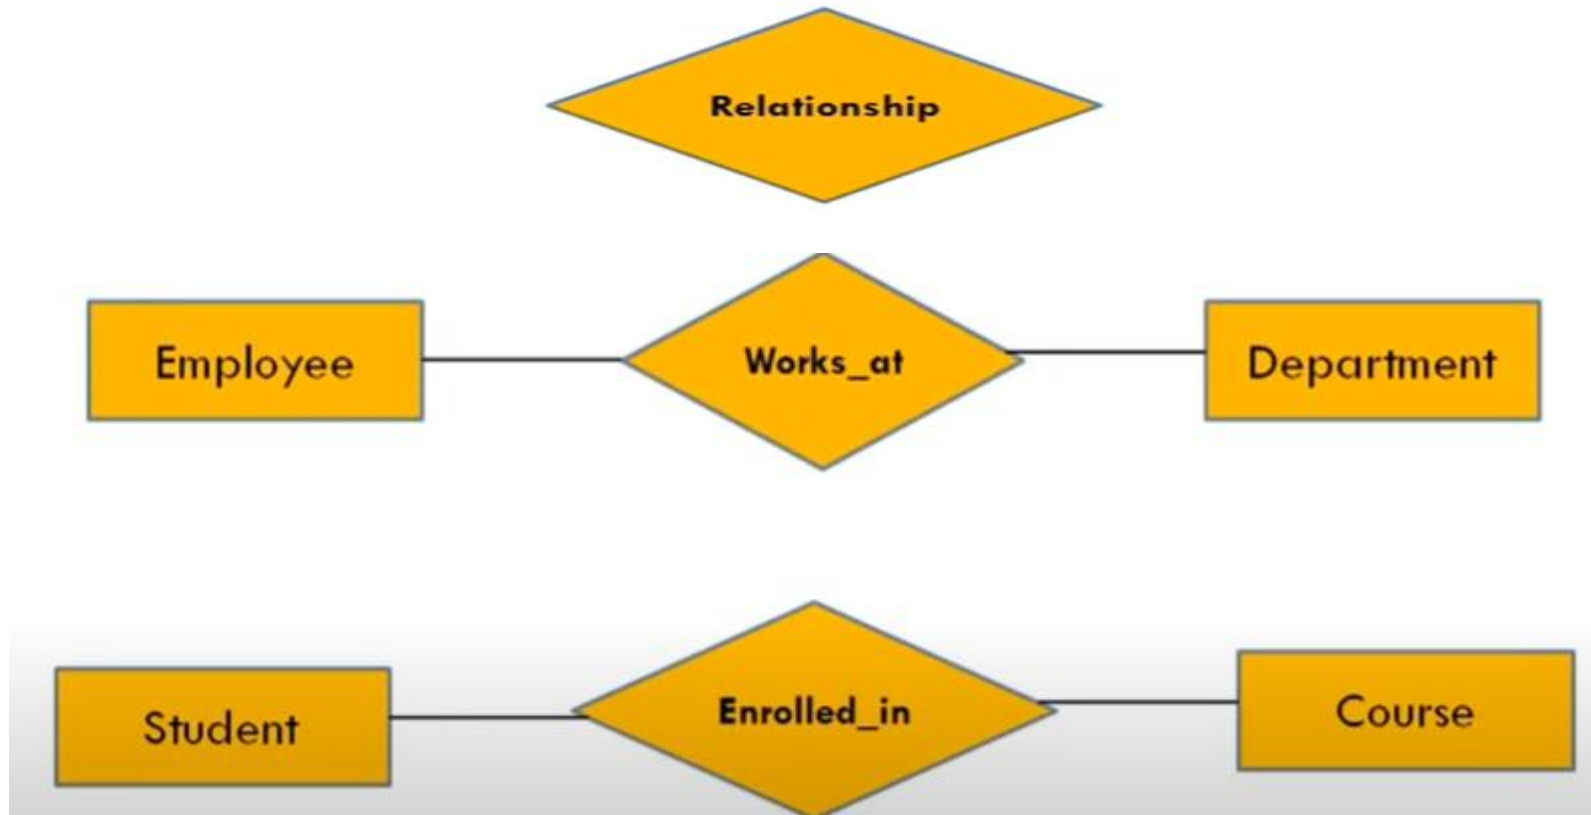 Relationship
Employee
Works_at
Department
Student
Enrolled_in
Course